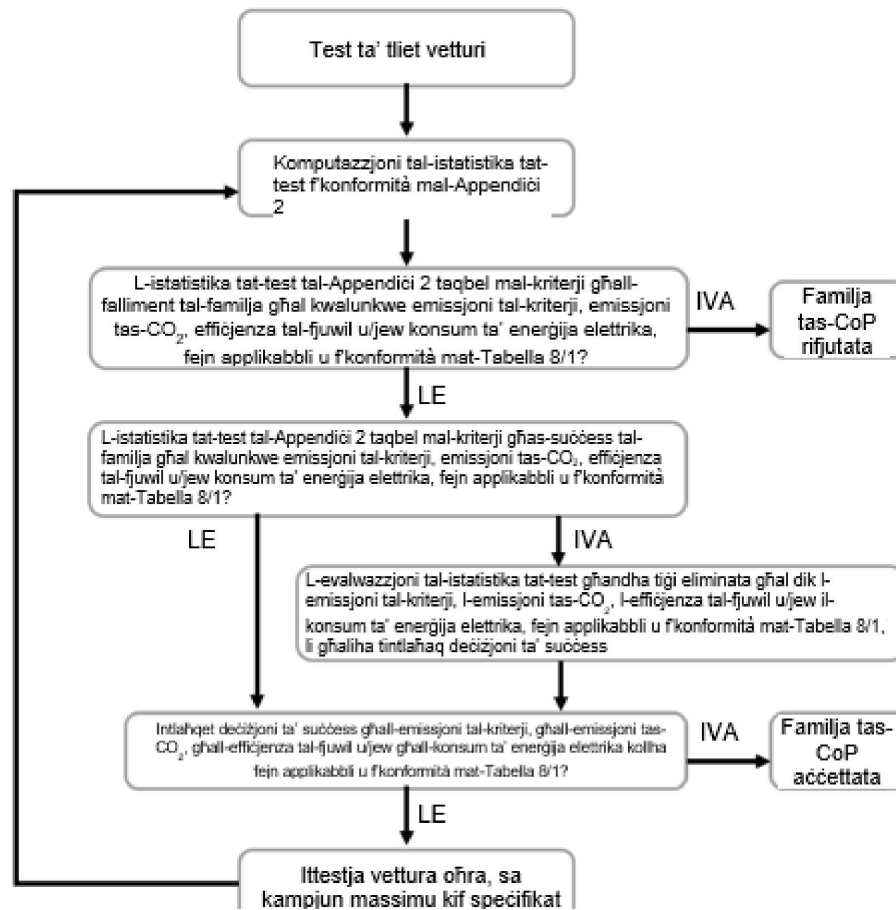 Test ta’ tliet vetturi
Komputazzjoni tal-istatistika tat-
test f’konformità mal-Appendiċi
2
L-istatistika tat-test tal-Appendiċi 2 taqbel mal-kriterji għall-
falliment tal-familja għal kwalunkwe emissjoni tal-kriterji, emissjoni
tas-CO₂, effiċjenza tal-fjuwil u/jew konsum ta’ enerġija elettrika,
fejn applikabbli u f’konformità mat-Tabella 8/1?
IVA
Familja
tas-CoP
rifjutata
LE
L-istatistika tat-test tal-Appendiċi 2 taqbel mal-kriterji għas-suċċess tal-
familja għal kwalunkwe emissjoni tal-kriterji, emissjoni tas-CO₂, effiċjenza
tal-fjuwil u/jew konsum ta’ enerġija elettrika, fejn applikabbli u f’konformità
mat-Tabella 8/1?
LE
IVA
L-evalwazzjoni tal-istatistika tat-test għandha tiġi eliminata għal dik l-
emissjoni tal-kriterji, l-emissjoni tas-CO₂, l-effiċjenza tal-fjuwil u/jew il-
konsum ta’ enerġija elettrika, fejn applikabbli u f’konformità mat-Tabella 8/1,
li għaliha tintlaħaq deċiżjoni ta’ suċċess
Intlaħqet deċiżjoni ta’ suċċess għall-emissjoni tal-kriterji, għall-emissjoni tas-
CO₂, għall-effiċjenza tal-fjuwil u/jew għall-konsum ta’ enerġija elettrika kollha
fejn applikabbli u f’konformità mat-Tabella 8/1?
IVA
Familja tas-
CoP
aċċettata
LE
Ittestja vettura oħra, sa
kampjun massimu kif speċifikat